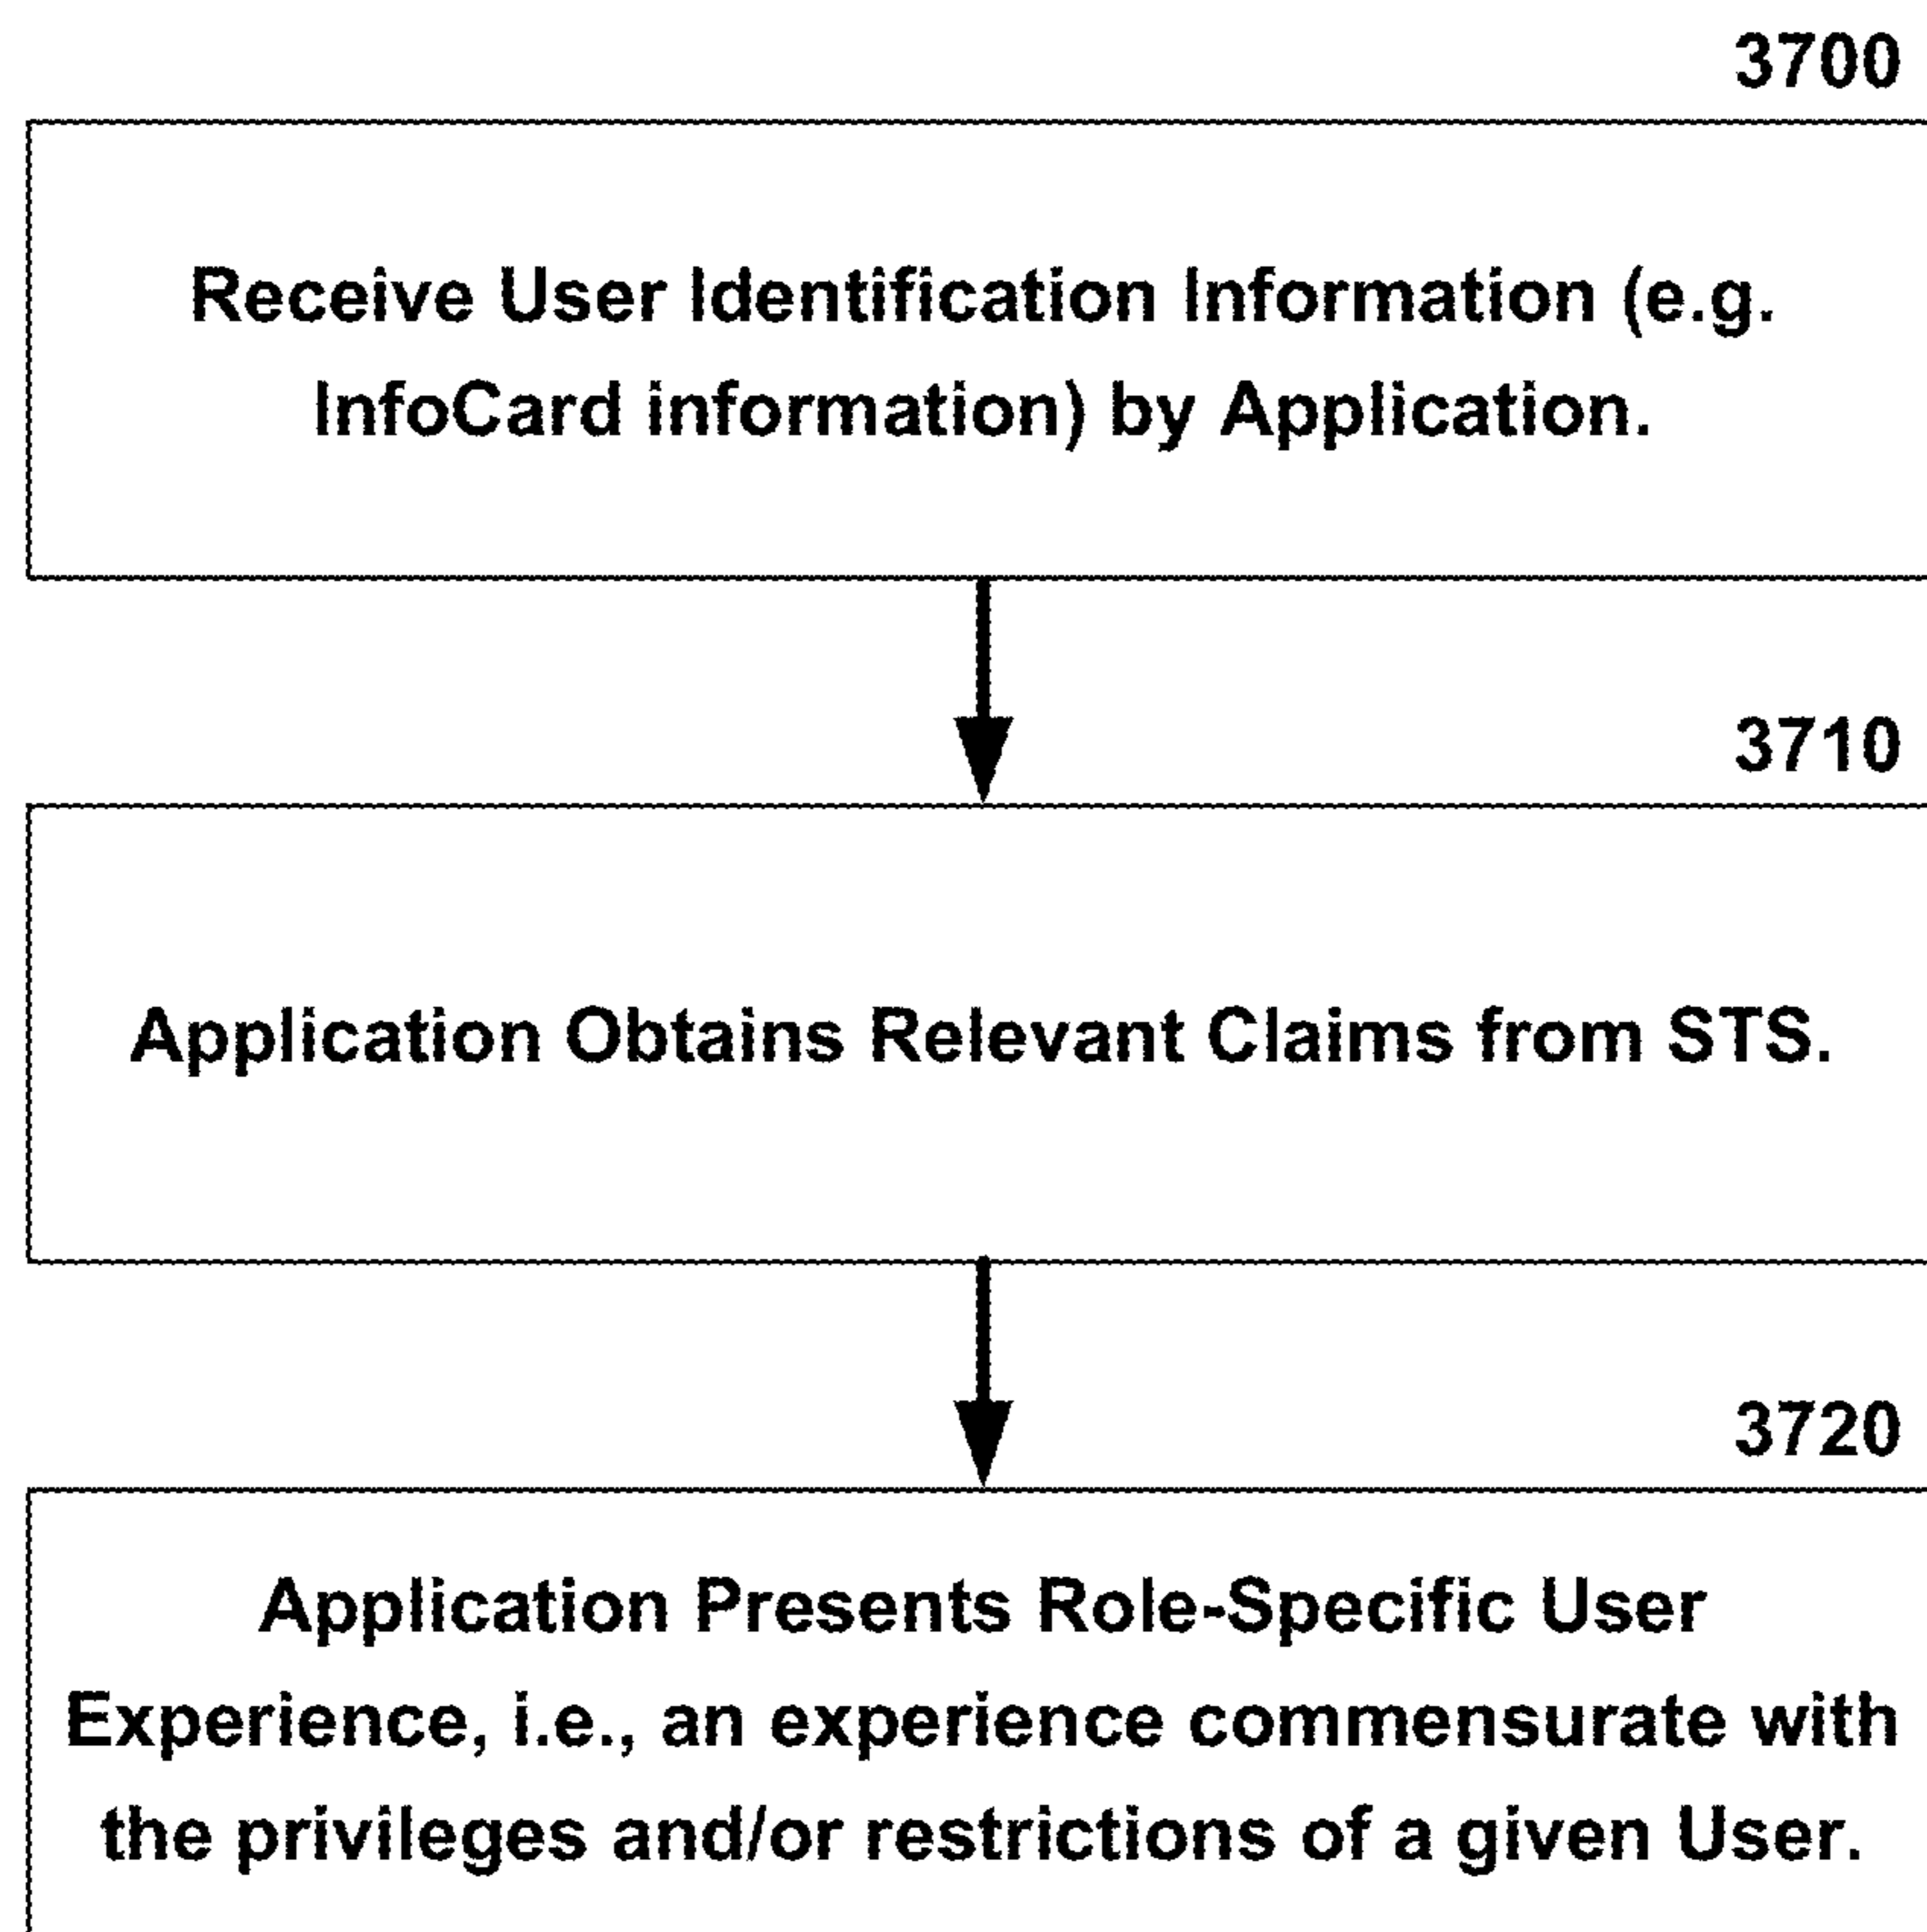 3700
Receive User Identification Information (e.g.
InfoCard information) by Application.
3710
Application Obtains Relevant Claims from STS.
3720
Application Presents Role-Specific User
Experience, i.e., an experience commensurate with
the privileges and/or restrictions of a given User.